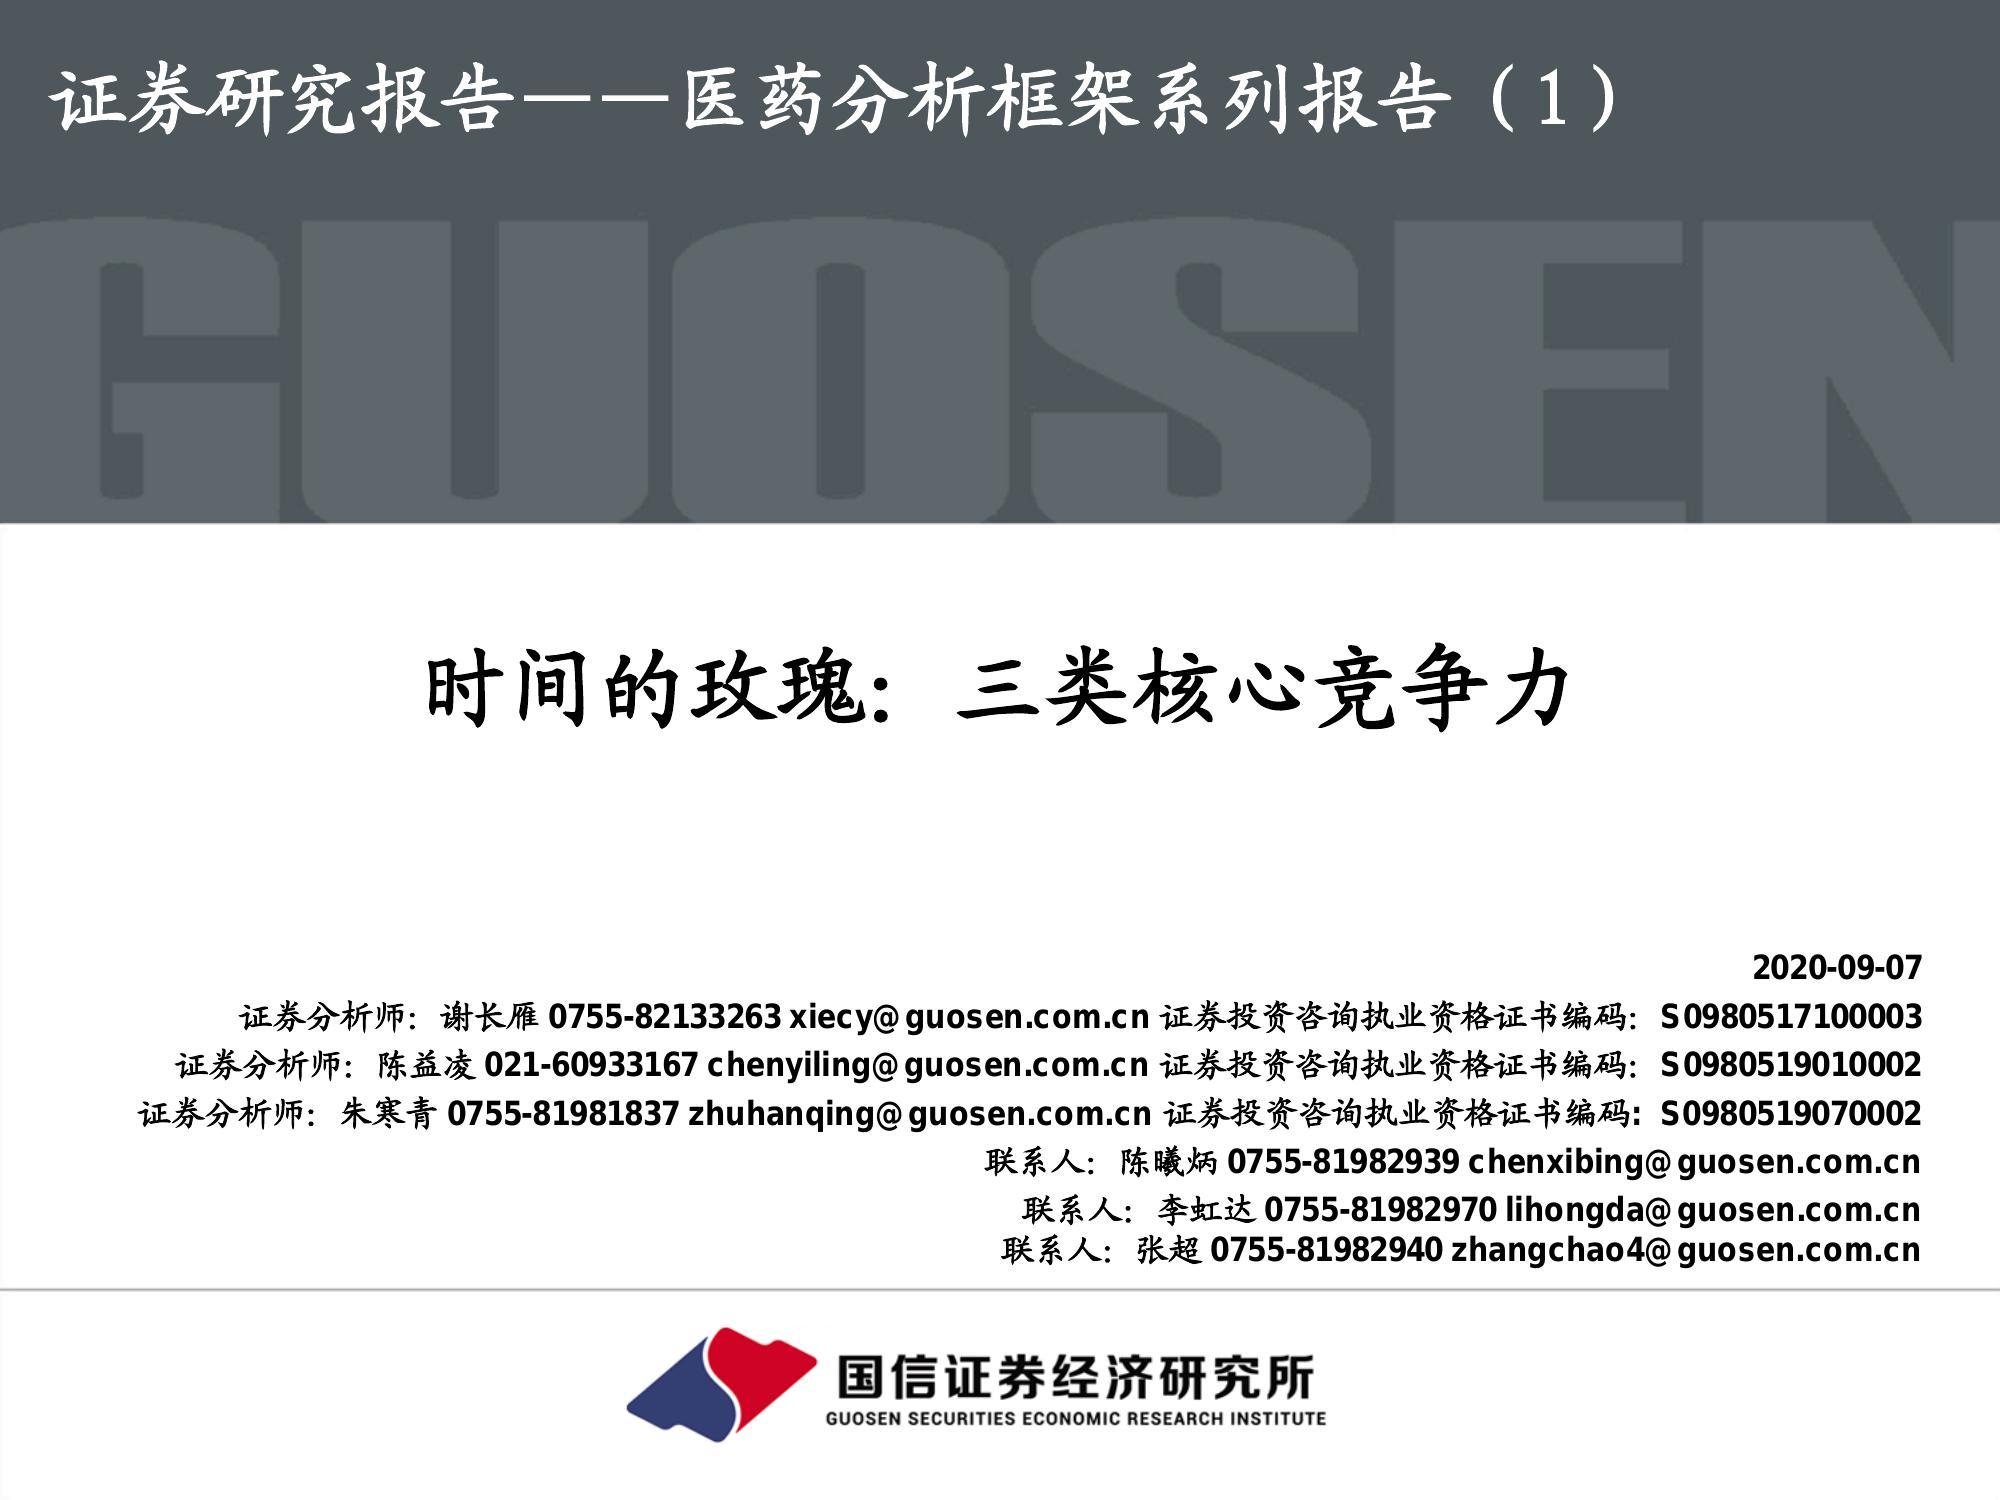 证券研究报告——医药分析框架系列报告（1）
GUOSEN
时间的玫瑰：三类核心竞争力
2020-09-07
证券分析师：谢长雁 0755-82133263 xiecy@guosen.com.cn 证券投资咨询执业资格证书编码：S0980517100003
证券分析师：陈益凌 021-60933167 chenyiling@guosen.com.cn 证券投资咨询执业资格证书编码：S0980519010002
证券分析师：朱寒青 0755-81981837 zhuhanqing@guosen.com.cn 证券投资咨询执业资格证书编码：S0980519070002
联系人：陈曦炳 0755-81982939 chenxibing@guosen.com.cn
联系人：李虹达 0755-81982970 lihongda@guosen.com.cn
联系人：张超 0755-81982940 zhangchao4@guosen.com.cn
国信证券经济研究所
GUOSEN SECURITIES ECONOMIC RESEARCH INSTITUTE